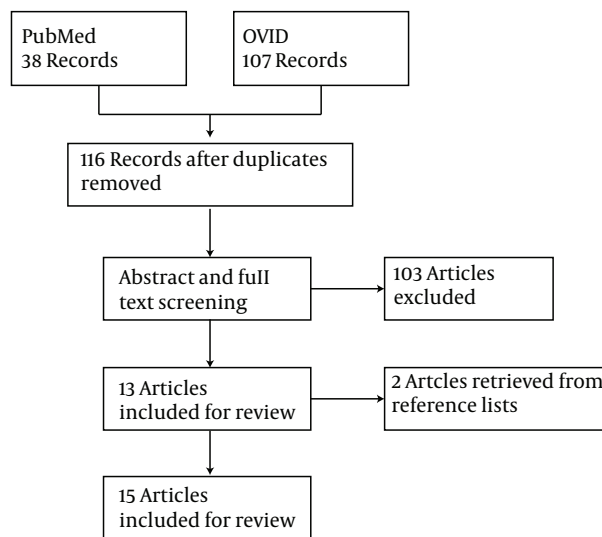 PubMed
38 Records
OVID
107 Records
116 Records after duplicates
removed
Abstract and fuII
text screening
103 Articles
excluded
13 Articles
included for review
2 Artcles retrieved from
reference lists
15 Articles
included for review